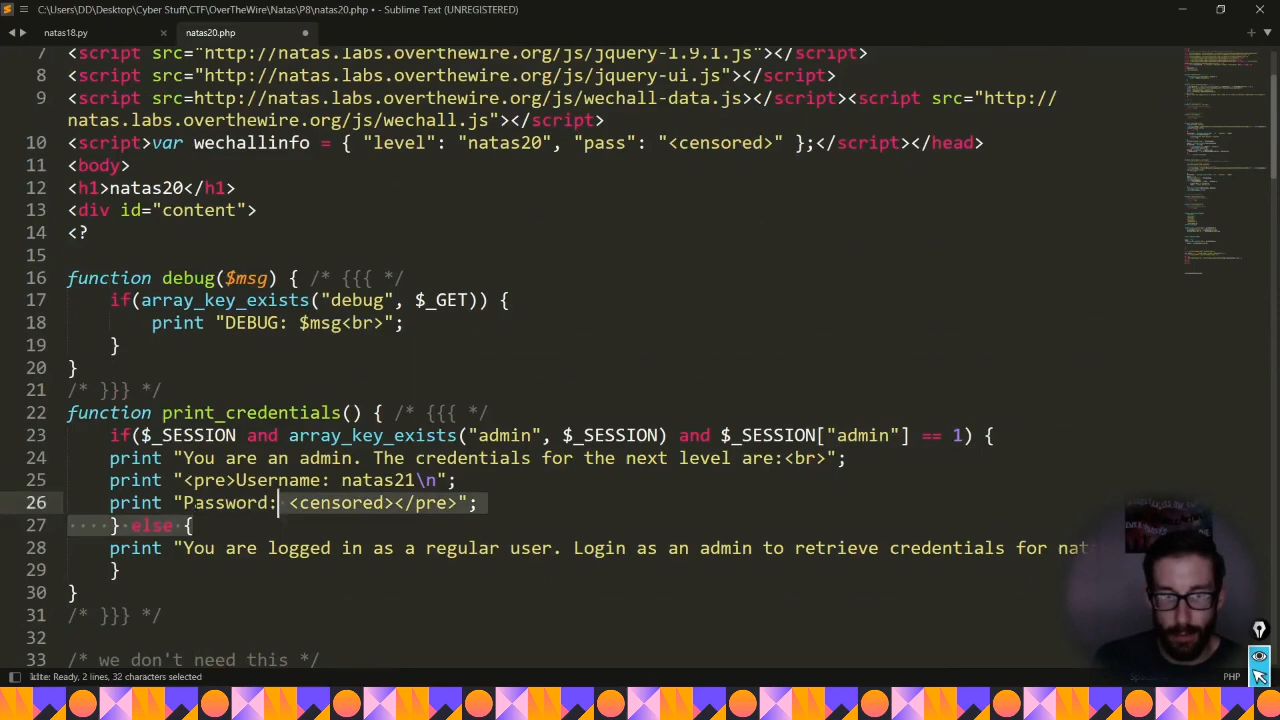 C:\Users\DD\Desktop\Cyber Stuff\CTF\OverTheWire\Natas\P8\natas20.php • - Sublime Text (UNREGISTERED)
natas18.py
natas20.php
7 <script src="http://natas.labs.overthewire.org/js/jquery-1.9.1.js"></script>
8 <script src="http://natas.labs.overthewire.org/js/jquery-ui.js"></script>
9 <script src=http://natas.labs.overthewire.org/js/wechall-data.js></script><script src="http://
natas.labs.overthewire.org/js/wechall.js"></script>
10 <script>var wechallinfo = { "level": "natas20", "pass": "<censored>" };</script></head>
11 <body>
12 <h1>natas20</h1>
13 <div id="content">
14 <?
15
16 function debug($msg) { /* {{{ */
17 if(array_key_exists("debug", $_GET)) {
18 print "DEBUG: $msg<br>";
19 }
20 }
21 /* }}} */
22 function print_credentials() { /* {{{ */
23 if($_SESSION and array_key_exists("admin", $_SESSION) and $_SESSION["admin"] == 1) {
24 print "You are an admin. The credentials for the next level are:<br>";
25 print "<pre>Username: natas21\n";
26 print "Password: <censored></pre>";
27 } else {
28 print "You are logged in as a regular user. Login as an admin to retrieve credentials for
29 }
30 }
31 /* }}} */
32
33 /* we don't need this */
Ready, 2 lines, 32 characters selected
PHP